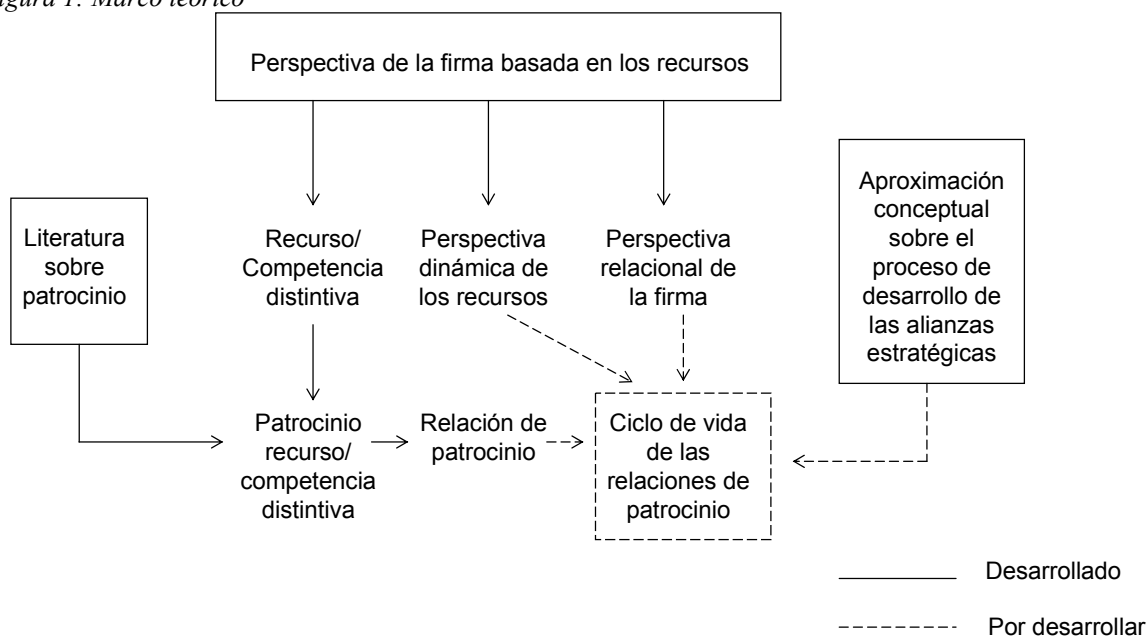 Figura 1: Marco teórico
Perspectiva de la firma basada en los recursos
Literatura
sobre
patrocinio
Recurso/
Competencia
distintiva
Perspectiva
dinámica de
los recursos
Perspectiva
relacional de
la firma
Aproximación
conceptual
sobre el
proceso de
desarrollo de
las alianzas
estratégicas
Patrocinio
recurso/
competencia
distintiva
Relación de
patrocinio
Ciclo de vida
de las
relaciones de
patrocinio
Desarrollado
Por desarrollar